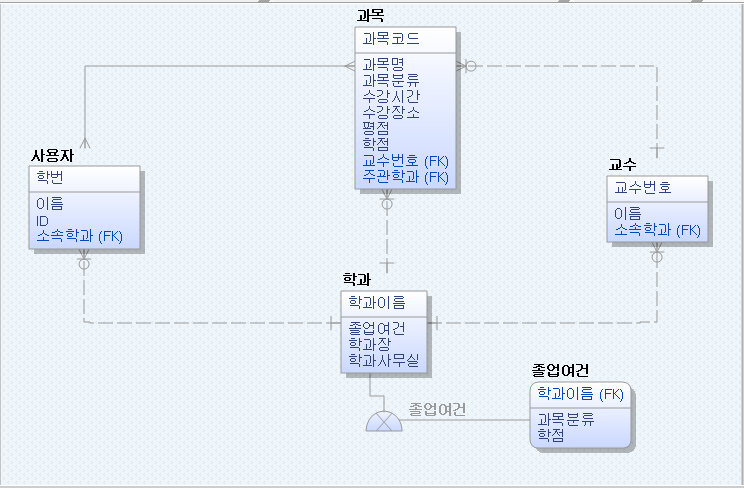 과목
과목코드
과목명
과목분류
수강시간
수강장소
평점
학점
교수번호 (FK)
주관학과 (FK)
사용자
학번
이름
ID
소속학과 (FK)
교수
교수번호
이름
소속학과 (FK)
학과
학과이름
졸업여건
학과장
학과사무실
졸업여건
졸업여건
학과이름 (FK)
과목분류
학점